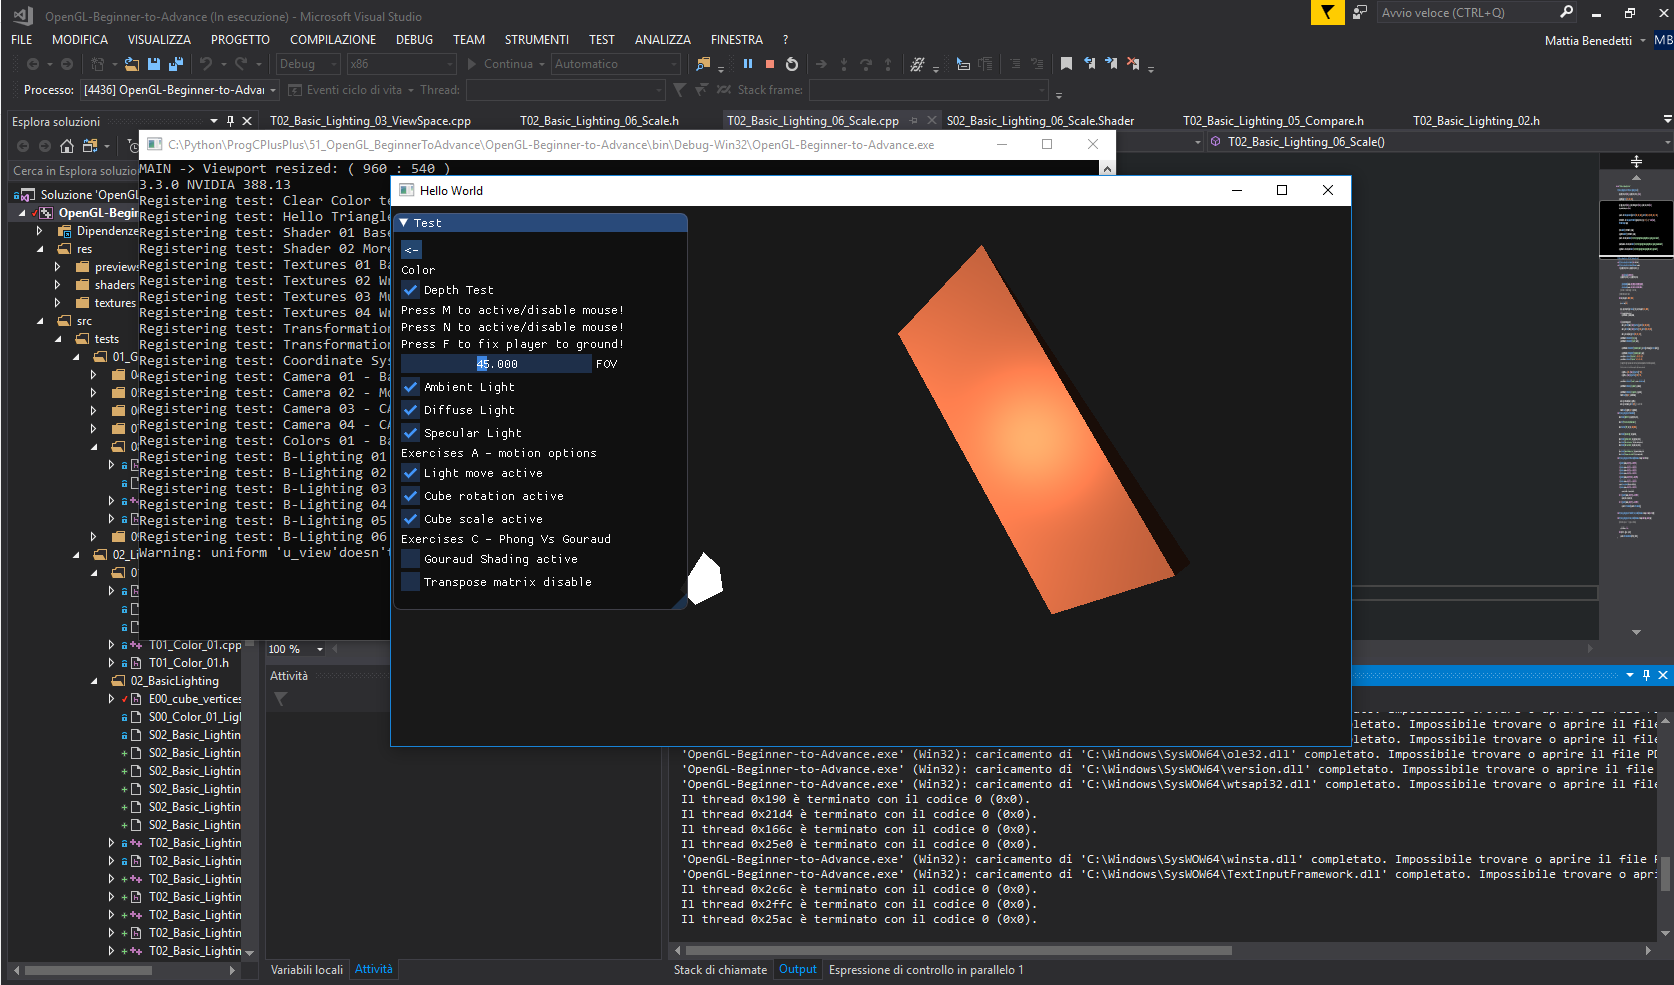 OpenGL-Beginner-to-Advance (In esecuzione) - Microsoft Visual Studio
Avvio veloce (CTRL+Q)
FILE MODIFICA VISUALIZZA PROGETTO COMPILAZIONE DEBUG TEAM STRUMENTI TEST ANALIZZA FINESTRA ?
Mattia Benedetti MB
Debug x86 Continua Automatico
Processo: [4436] OpenGL-Beginner-to-Advar Eventi ciclo di vita Thread: Stack frame:
Esplora soluzioni
T02_Basic_Lighting_03_ViewSpace.cpp T02_Basic_Lighting_06_Scale.h T02_Basic_Lighting_06_Scale.cpp S02_Basic_Lighting_06_Scale.Shader T02_Basic_Lighting_05_Compare.h T02_Basic_Lighting_02.h
T02_Basic_Lighting_06_Scale()
Cerca in Esplora soluzio
Soluzione 'OpenGL
OpenGL-Begir
Dipendenze
res
previews
shaders
textures
src
tests
01_G
02_Li
T01_Color_01.cpp
T01_Color_01.h
02_BasicLighting
E00_cube_vertices
S00_Color_01_Ligl
S02_Basic_Lightin
S02_Basic_Lightin
S02_Basic_Lightin
S02_Basic_Lightin
S02_Basic_Lightin
S02_Basic_Lightin
T02_Basic_Lightin
T02_Basic_Lightin
T02_Basic_Lightin
T02_Basic_Lightin
T02_Basic_Lightin
T02_Basic_Lightin
T02_Basic_Lightin
C:\Python\ProgCPlusPlus\51_OpenGL_BeginnerToAdvance\OpenGL-Beginner-to-Advance\bin\Debug-Win32\OpenGL-Beginner-to-Advance.exe
MAIN -> Viewport resized: ( 960 : 540 )
3.3.0 NVIDIA 388.13
Registering test: Clear Color te
Registering test: Hello Triangle
Registering test: Shader 01 Base
Registering test: Shader 02 More
Registering test: Textures 01 Ba
Registering test: Textures 02 Wr
Registering test: Textures 03 Mu
Registering test: Textures 04 Wr
Registering test: Transformation
Registering test: Transformation
Registering test: Coordinate Sys
Registering test: Camera 01 - Ba
Registering test: Camera 02 - Mo
Registering test: Camera 03 - CA
Registering test: Camera 04 - CA
Registering test: Colors 01 - Ba
Registering test: B-Lighting 01
Registering test: B-Lighting 02
Registering test: B-Lighting 03
Registering test: B-Lighting 04
Registering test: B-Lighting 05
Registering test: B-Lighting 06
Warning: uniform 'u_view'doesn't
Hello World
Test
<-
Color
Depth Test
Press M to active/disable mouse!
Press N to active/disable mouse!
Press F to fix player to ground!
45.000 FOV
Ambient Light
Diffuse Light
Specular Light
Exercises A - motion options
Light move active
Cube rotation active
Cube scale active
Exercises C - Phong Vs Gouraud
Gouraud Shading active
Transpose matrix disable
100 %
Attività
pletato. Impossibile trovare o aprire il file
letato. Impossibile trovare o aprire il file
'OpenGL-Beginner-to-Advance.exe' (Win32): caricamento di 'C:\Windows\SysWOW64\ole32.dll' completato. Impossibile trovare o aprire il file PD
'OpenGL-Beginner-to-Advance.exe' (Win32): caricamento di 'C:\Windows\SysWOW64\version.dll' completato. Impossibile trovare o aprire il file
'OpenGL-Beginner-to-Advance.exe' (Win32): caricamento di 'C:\Windows\SysWOW64\wtsapi32.dll' completato. Impossibile trovare o aprire il fil
Il thread 0x190 è terminato con il codice 0 (0x0).
Il thread 0x21d4 è terminato con il codice 0 (0x0).
Il thread 0x166c è terminato con il codice 0 (0x0).
Il thread 0x25e0 è terminato con il codice 0 (0x0).
'OpenGL-Beginner-to-Advance.exe' (Win32): caricamento di 'C:\Windows\SysWOW64\winsta.dll' completato. Impossibile trovare o aprire il file P
'OpenGL-Beginner-to-Advance.exe' (Win32): caricamento di 'C:\Windows\SysWOW64\TextInputFramework.dll' completato. Impossibile trovare o apri
Il thread 0x2c6c è terminato con il codice 0 (0x0).
Il thread 0x2ffc è terminato con il codice 0 (0x0).
Il thread 0x25ac è terminato con il codice 0 (0x0).
Variabili locali Attività
Stack di chiamate Output Espressione di controllo in parallelo 1